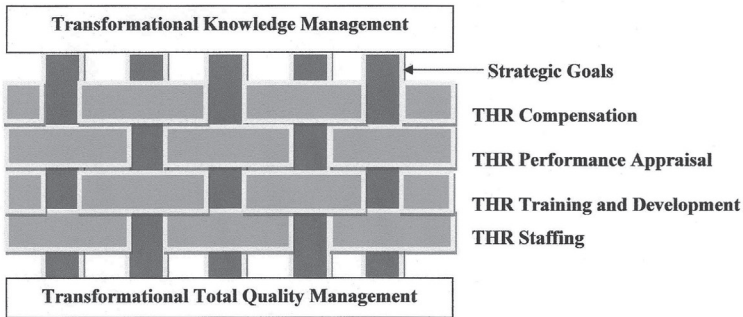 Transformational Knowledge Management
Strategic Goals
THR Compensation
THR Performance Appraisal
THR Training and Development
THR Staffing
Transformational Total Quality Management